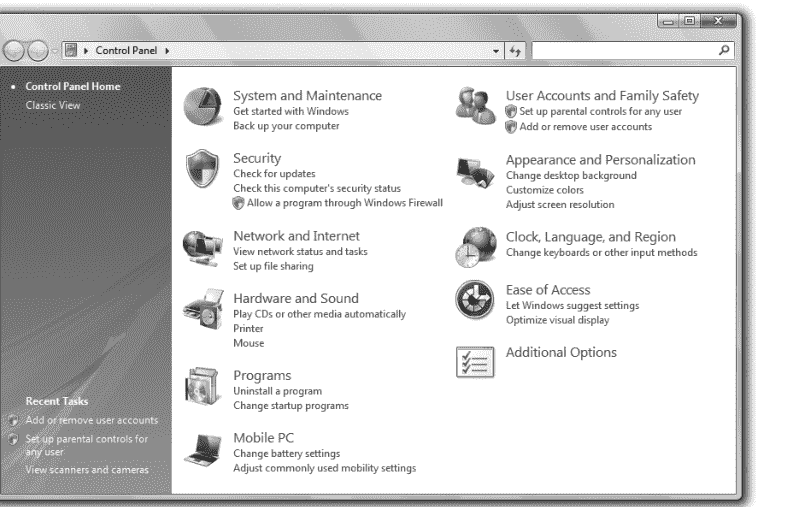 Control Panel
Control Panel Home
Classic View
System and Maintenance
Get started with Windows
Back up your computer
Security
Check for updates
Check this computer's security status
Allow a program through Windows Firewall
Network and Internet
View network status and tasks
Set up file sharing
Hardware and Sound
Play CDs or other media automatically
Printer
Mouse
Programs
Uninstall a program
Change startup programs
Mobile PC
Change battery settings
Adjust commonly used mobility settings
User Accounts and Family Safety
Set up parental controls for any user
Add or remove user accounts
Appearance and Personalization
Change desktop background
Customize colors
Adjust screen resolution
Clock, Language, and Region
Change keyboards or other input methods
Ease of Access
Let Windows suggest settings
Optimize visual display
Additional Options
Recent Tasks
Add or remove user accounts
Set up parental controls for
any user
View scanners and cameras